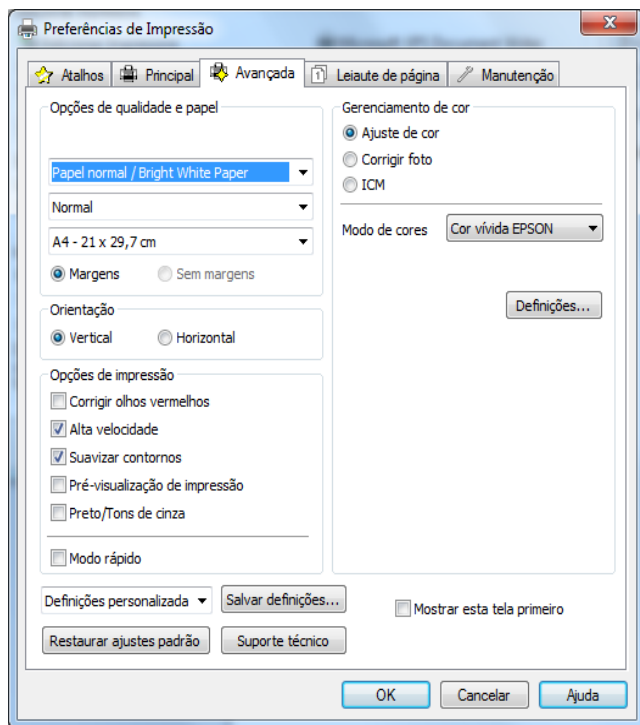 Preferências de Impressão
Atalhos
Principal
Avançada
1 Leiaute de página
Manutenção
Opções de qualidade e papel
Papel normal / Bright White Paper
Normal
A4 - 21 x 29,7 cm
Margens
Sem margens
Orientação
Vertical
Horizontal
Opções de impressão
Corrigir olhos vermelhos
Alta velocidade
Suavizar contornos
Pré-visualização de impressão
Preto/Tons de cinza
Modo rápido
Gerenciamento de cor
Ajuste de cor
Corrigir foto
ICM
Modo de cores
Cor vívida EPSON
Definições...
Definições personalizada
Salvar definições...
Mostrar esta tela primeiro
Restaurar ajustes padrão
Suporte técnico
OK
Cancelar
Ajuda